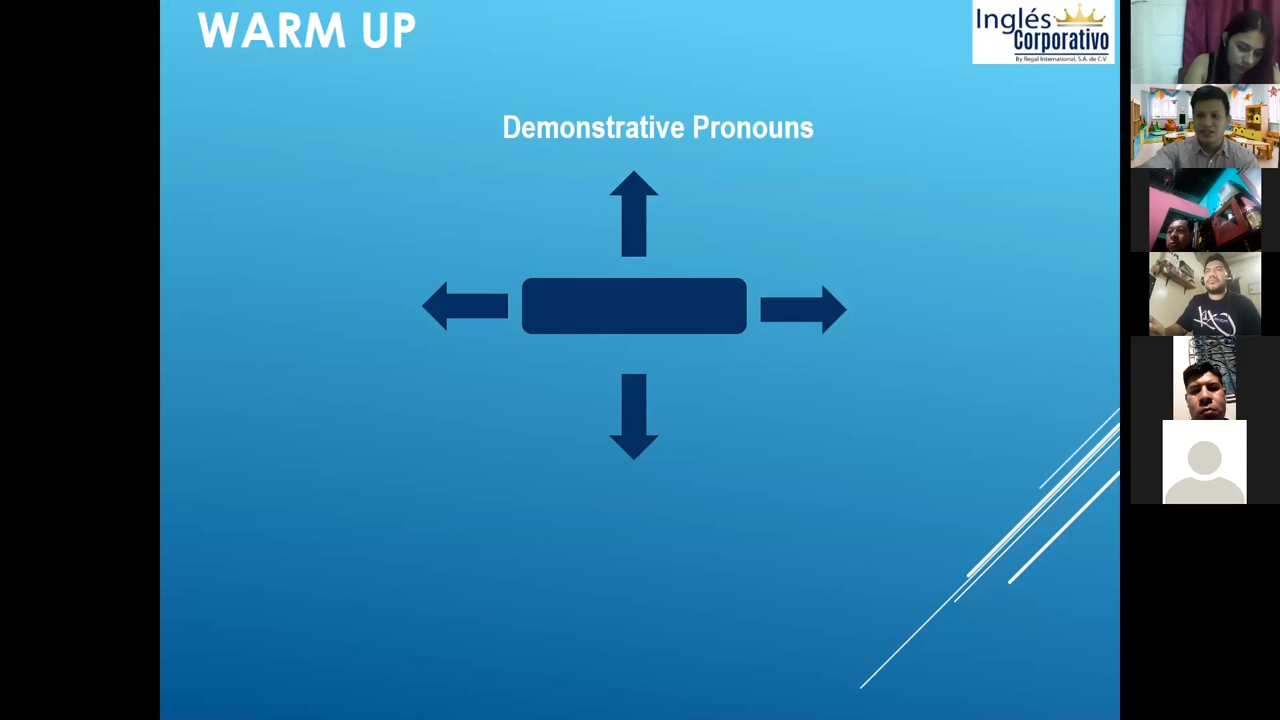 WARM UP
Inglés
Corporativo
By Regal International, S.A. de C.V.
Demonstrative Pronouns